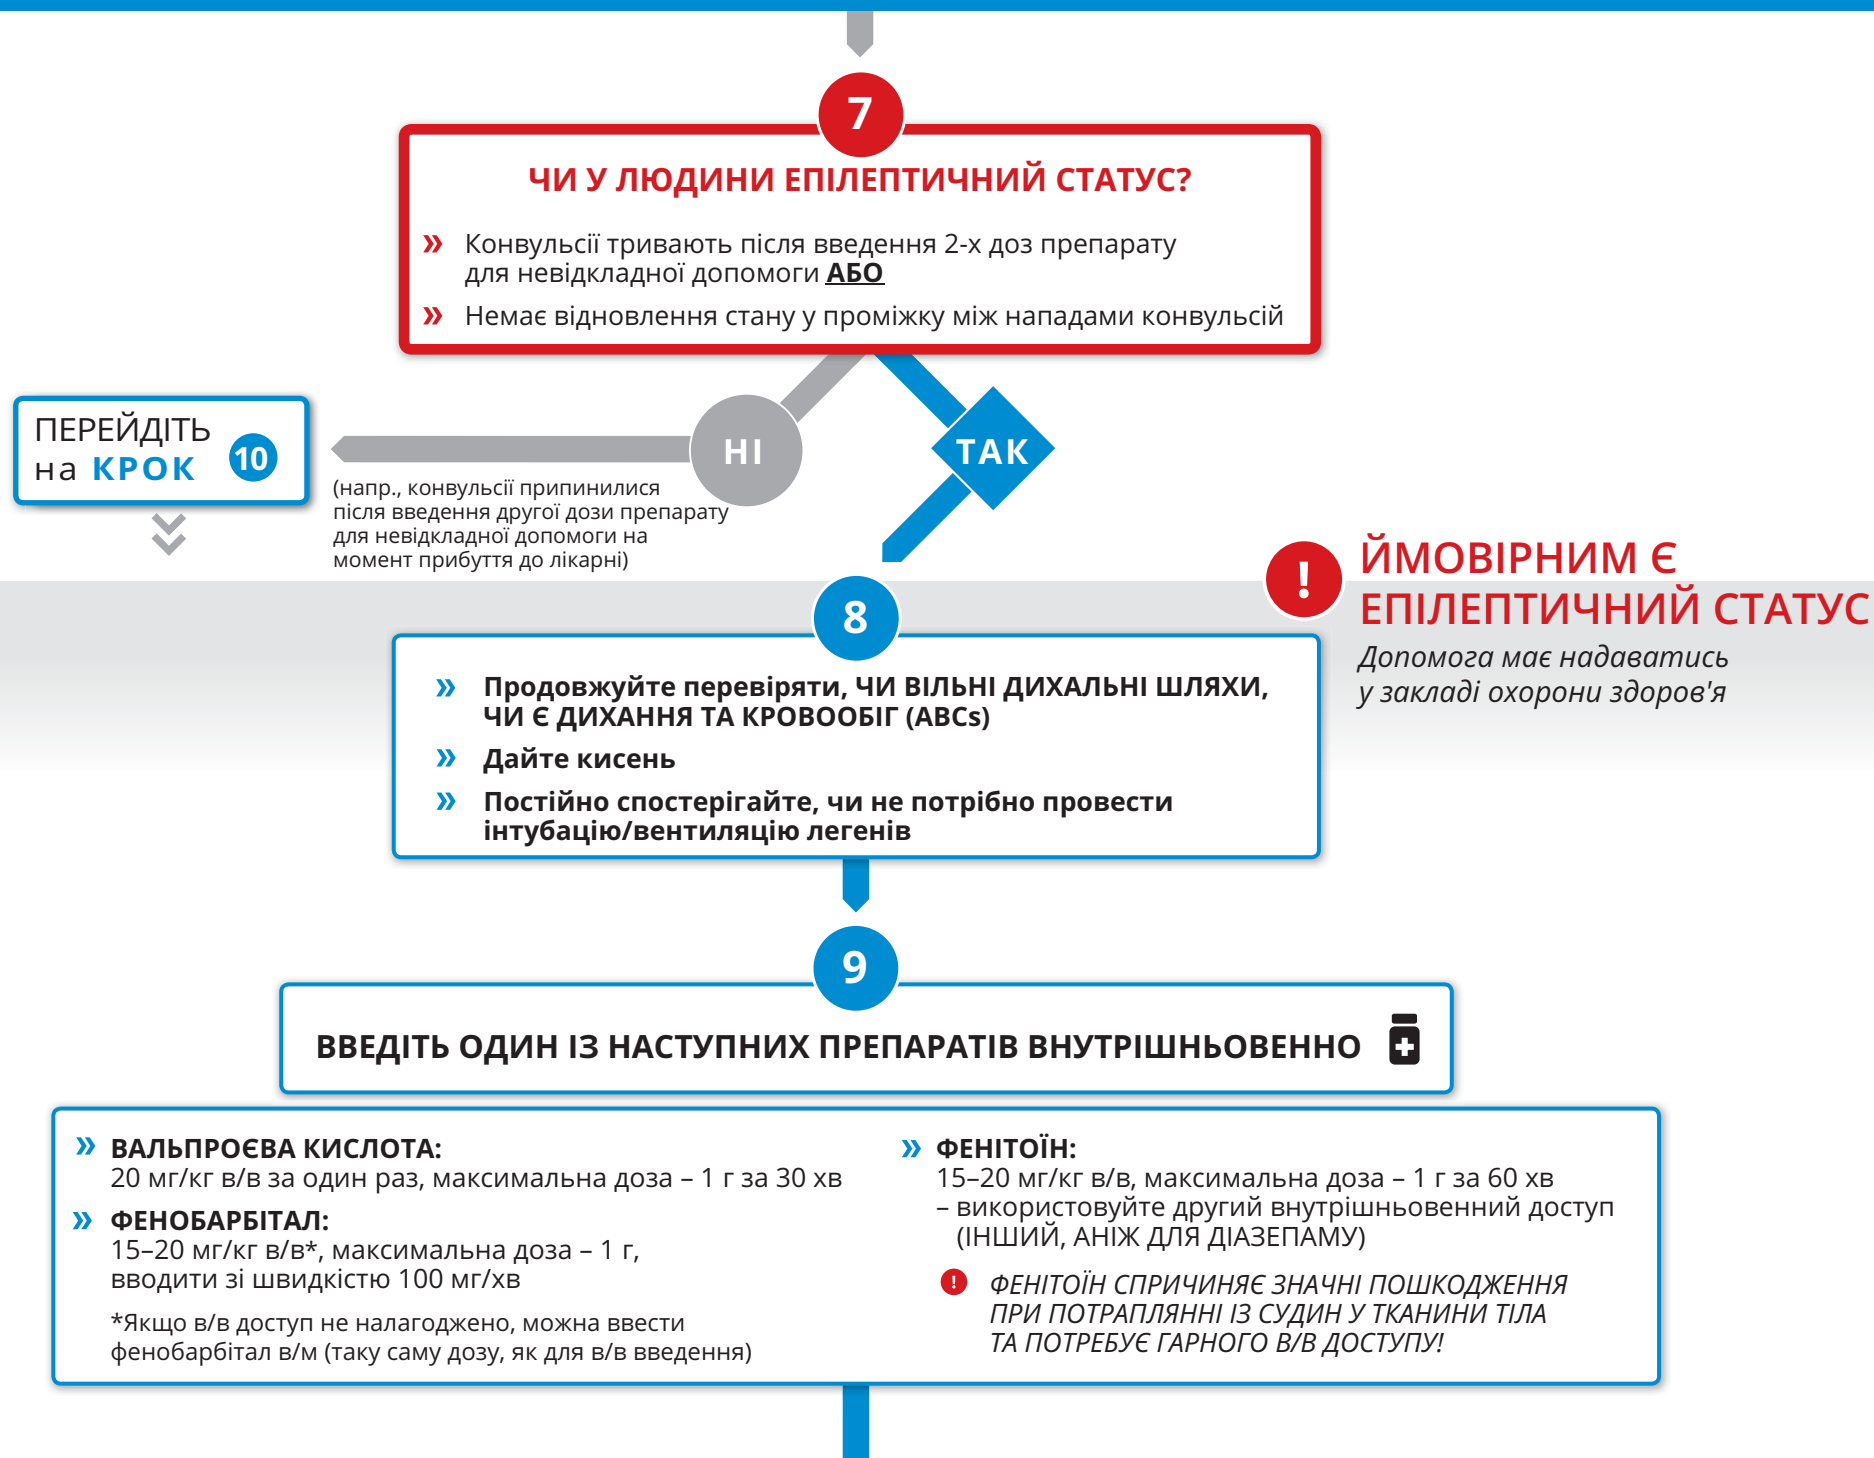 7
ЧИ У ЛЮДИНИ ЕПІЛЕПТИЧНИЙ СТАТУС?
» Конвульсії тривають після введення 2-х доз препарату
для невідкладної допомоги АБО
» Немає відновлення стану у проміжку між нападами конвульсій
НІ
ТАК
ПЕРЕЙДІТЬ
на КРОК 10
(напр., конвульсії припинилися
після введення другої дози препарату
для невідкладної допомоги на
момент прибуття до лікарні)
! ЙМОВІРНИМ Є
ЕПІЛЕПТИЧНИЙ СТАТУС
Допомога має надаватись
у закладі охорони здоров'я
8
» Продовжуйте перевіряти, ЧИ ВІЛЬНІ ДИХАЛЬНІ ШЛЯХИ,
ЧИ Є ДИХАННЯ ТА КРОВООБІГ (ABCs)
» Дайте кисень
» Постійно спостерігайте, чи не потрібно провести
інтубацію/вентиляцію легенів
9
ВВЕДІТЬ ОДИН ІЗ НАСТУПНИХ ПРЕПАРАТІВ ВНУТРІШНЬОВЕННО
» ВАЛЬПРОЄВА КИСЛОТА:
20 мг/кг в/в за один раз, максимальна доза – 1 г за 30 хв
» ФЕНОБАРБІТАЛ:
15–20 мг/кг в/в*, максимальна доза – 1 г,
вводити зі швидкістю 100 мг/хв
*Якщо в/в доступ не налагоджено, можна ввести
фенобарбітал в/м (таку саму дозу, як для в/в введення)
» ФЕНІТОЇН:
15–20 мг/кг в/в, максимальна доза – 1 г за 60 хв
– використовуйте другий внутрішньовенний доступ
(ІНШИЙ, АНІЖ ДЛЯ ДІАЗЕПАМУ)
! ФЕНІТОЇН СПРИЧИНЯЄ ЗНАЧНІ ПОШКОДЖЕННЯ
ПРИ ПОТРАПЛЯННІ ІЗ СУДИН У ТКАНИНИ ТІЛА
ТА ПОТРЕБУЄ ГАРНОГО В/В ДОСТУПУ!